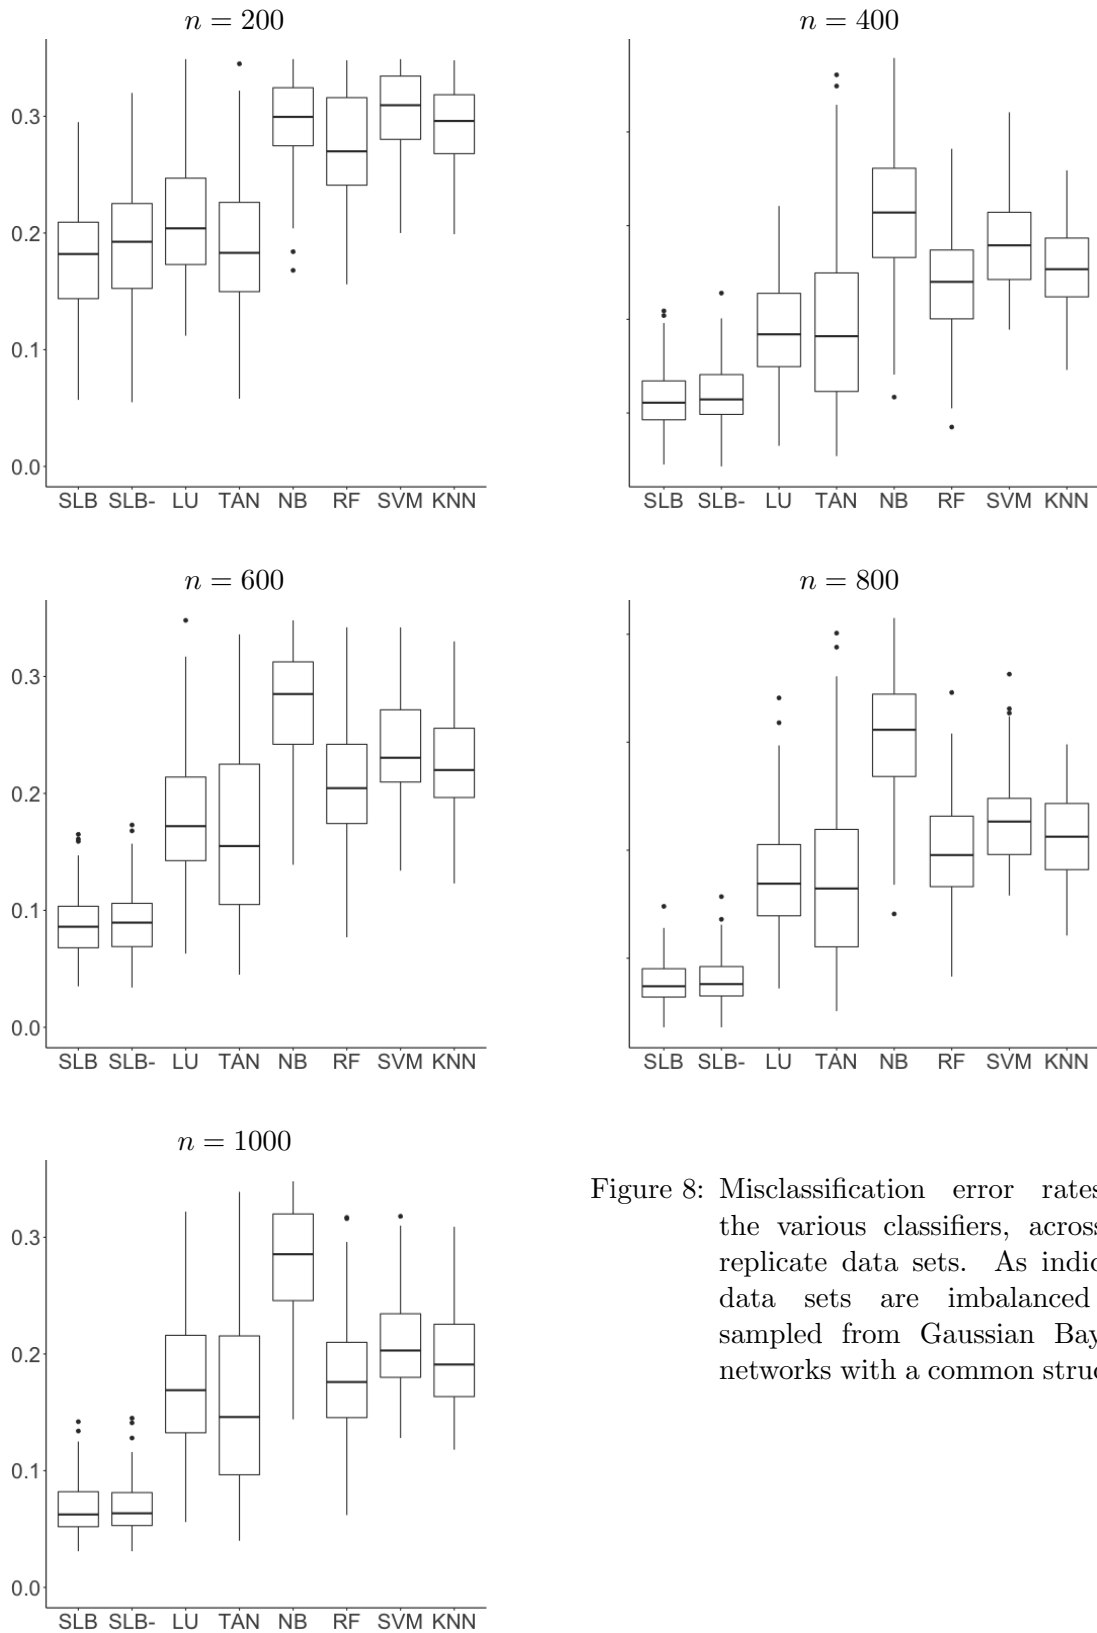 n = 200
n = 400
0.3
0.2
0.1
0.0
SLB SLB- LU TAN NB RF SVM KNN
SLB SLB- LU TAN NB RF SVM KNN
n = 600
n = 800
0.3
0.2
0.1
0.0
SLB SLB- LU TAN NB RF SVM KNN
SLB SLB- LU TAN NB RF SVM KNN
n = 1000
0.3
0.2
0.1
0.0
SLB SLB- LU TAN NB RF SVM KNN
Figure 8: Misclassification error rates
the various classifiers, across
replicate data sets. As indic
data sets are imbalanced
sampled from Gaussian Bay
networks with a common struc